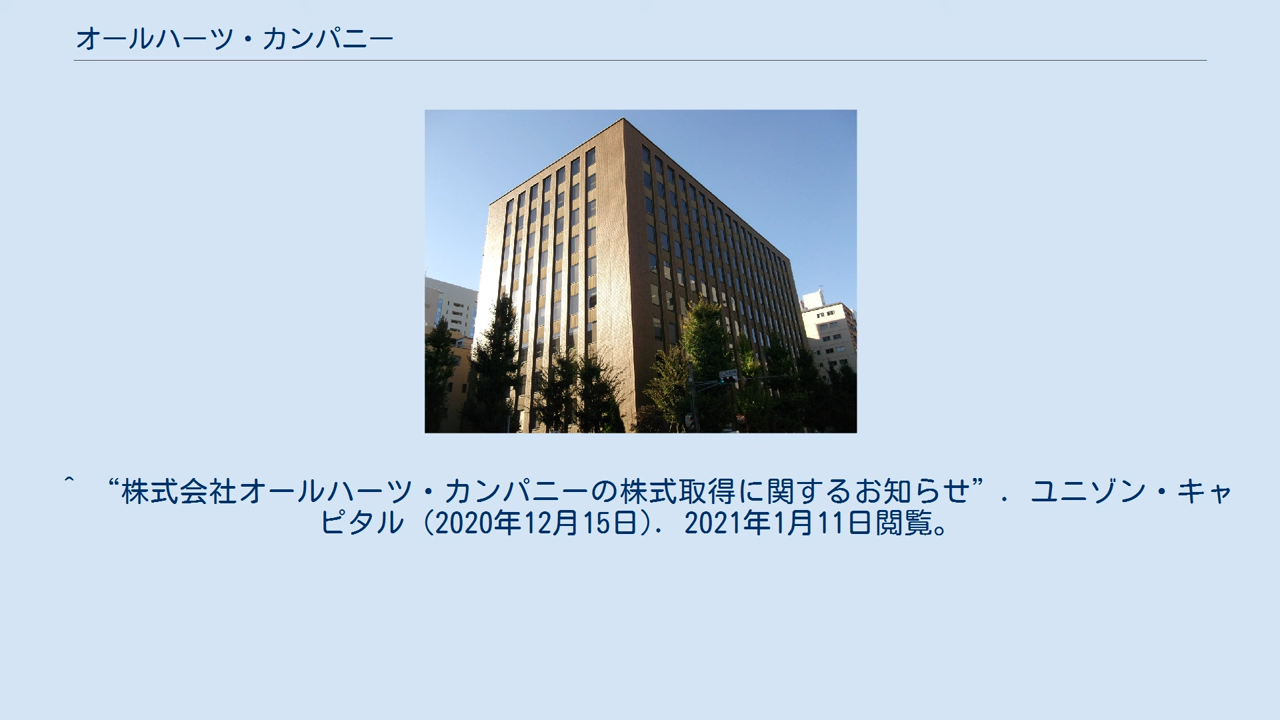 オールハーツ・カンパニー
^ “株式会社オールハーツ・カンパニーの株式取得に関するお知らせ”. ユニゾン・キャ
ピタル (2020年12月15日). 2021年1月11日閲覧。